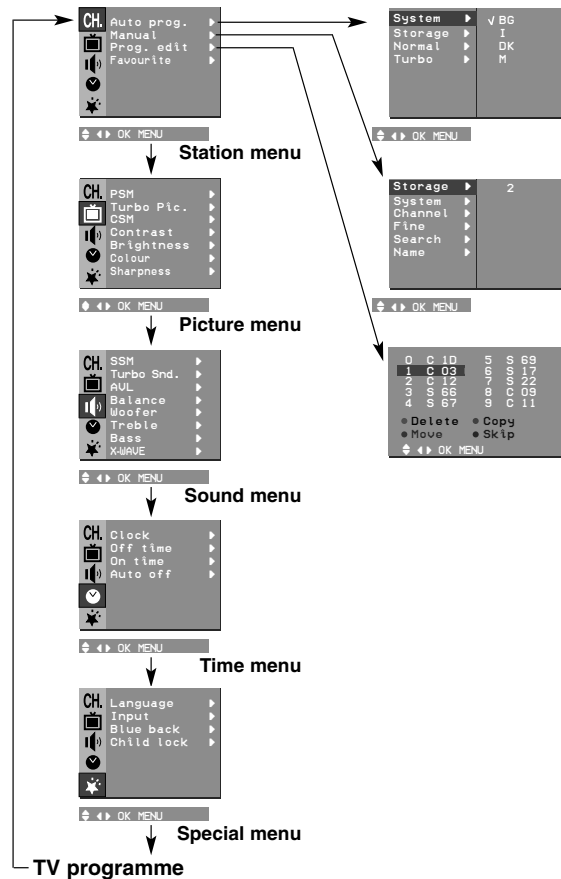 CH.
Auto prog.
Manual
Prog. edit
Favourite
OK MENU
Station menu
CH.
PSM
Turbo Pic.
CSM
Contrast
Brightness
Colour
Sharpness
OK MENU
Picture menu
CH.
SSM
Turbo Snd.
AVL
Balance
Woofer
Treble
Bass
X-WAVE
OK MENU
Sound menu
CH.
Clock
Off time
On time
Auto off
OK MENU
Time menu
CH.
Language
Input
Blue back
Child lock
OK MENU
Special menu
TV programme
System √ BG
Storage I
Normal DK
Turbo M
OK MENU
Storage 2
System
Channel
Fine
Search
Name
OK MENU
0 C 1D 5 S 69
1 C 03 6 S 17
2 C 12 7 S 22
3 S 66 8 C 09
4 S 67 9 C 11
Delete Copy
Move Skip
OK MENU